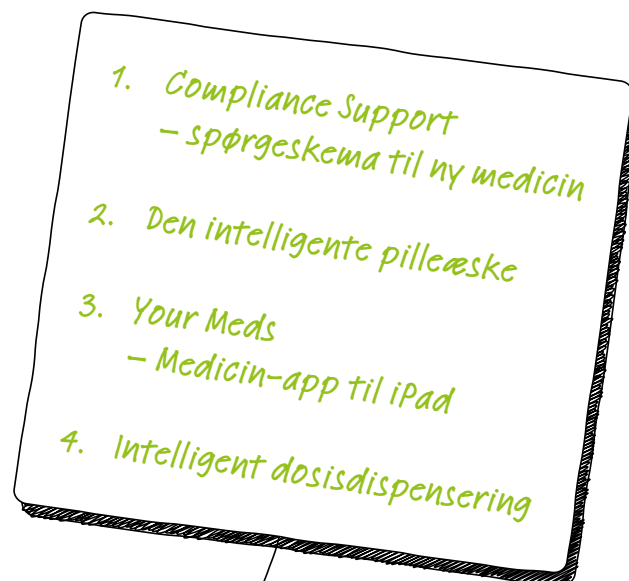 1. Compliance Support
– spørgeskema til ny medicin
2. Den intelligente pilleæske
3. Your Meds
– Medicin-app til iPad
4. Intelligent dosisdispensering